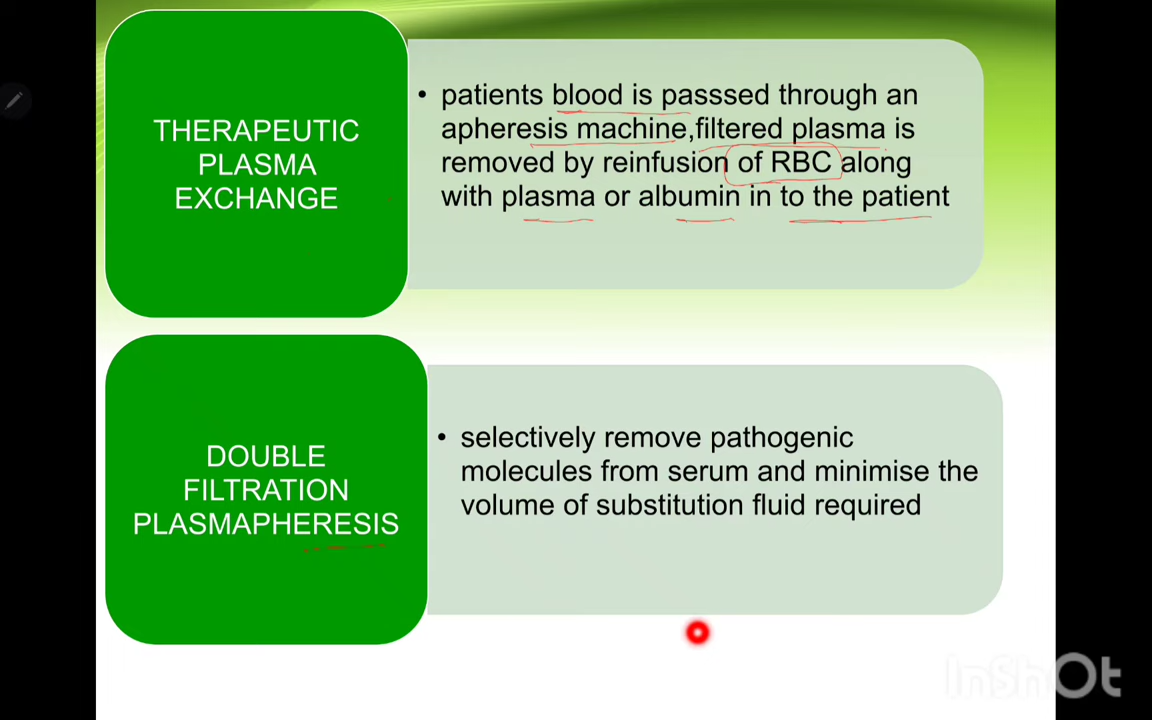 THERAPEUTIC
PLASMA
EXCHANGE
• patients blood is passsed through an
apheresis machine,filtered plasma is
removed by reinfusion of RBC along
with plasma or albumin in to the patient
DOUBLE
FILTRATION
PLASMAPHERESIS
• selectively remove pathogenic
molecules from serum and minimise the
volume of substitution fluid required
InShOt